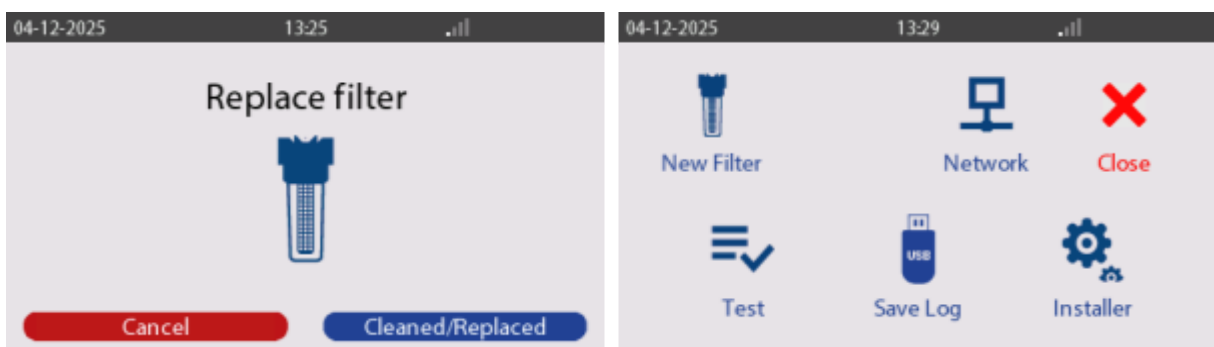 04-12-2025 13:25
Replace filter
Cancel Cleaned/Replaced
04-12-2025 13:29
New Filter Network Close
USB
Test Save Log Installer